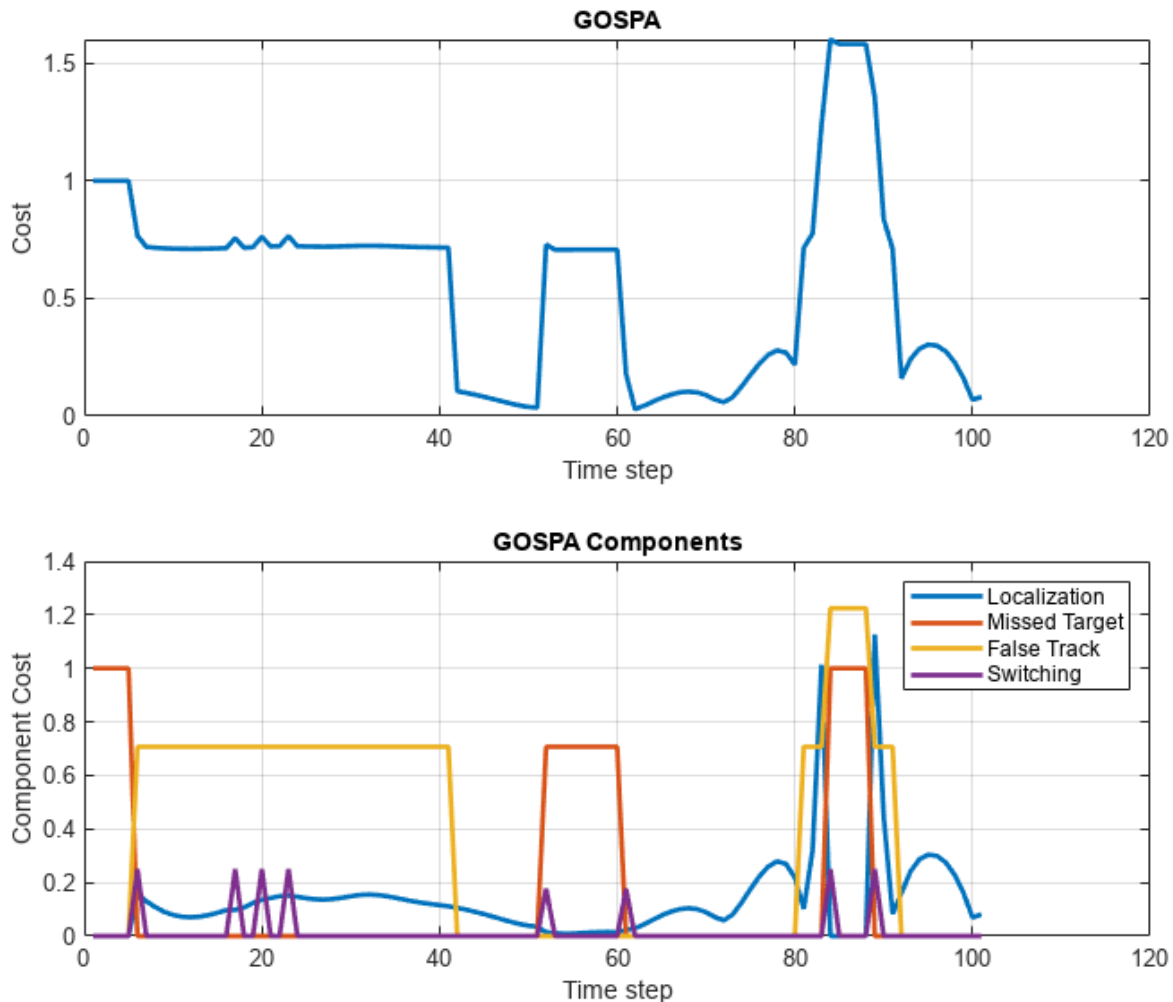 GOSPA
Cost
1.5
1
0.5
0
0 20 40 60 80 100 120
Time step
GOSPA Components
Component Cost
1.4
1.2
1
0.8
0.6
0.4
0.2
0
Localization
Missed Target
False Track
Switching
0 20 40 60 80 100 120
Time step